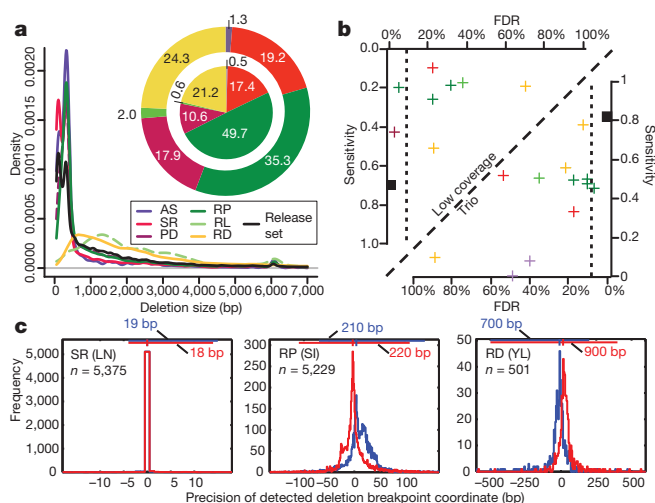 a
Density
0.0020
0.0015
0.0010
0.0005
0.0000
0
1,000
2,000
3,000
4,000
5,000
6,000
7,000
Deletion size (bp)
1.3
24.3
19.2
0.5
0.6
21.2
17.4
2.0
10.6
49.7
17.9
35.3
AS
SR
PD
RP
RL
RD
Release
set
b
FDR
0% 20% 40% 60% 80% 100%
Sensitivity
0.0
0.2
0.4
0.6
0.8
1.0
Low coverage
Trio
1
0.8
0.6
0.4
0.2
0
Sensitivity
100% 80% 60% 40% 20% 0%
FDR
c
Frequency
19 bp
18 bp
SR (LN)
n = 5,375
5,000
4,000
3,000
2,000
1,000
0
−10 −5 0 5 10
210 bp
220 bp
RP (SI)
n = 5,229
300
250
200
150
100
50
0
−100 −50 0 50 100
700 bp
900 bp
RD (YL)
n = 501
50
40
30
20
10
0
−500 −250 0 250 500
Precision of detected deletion breakpoint coordinate (bp)